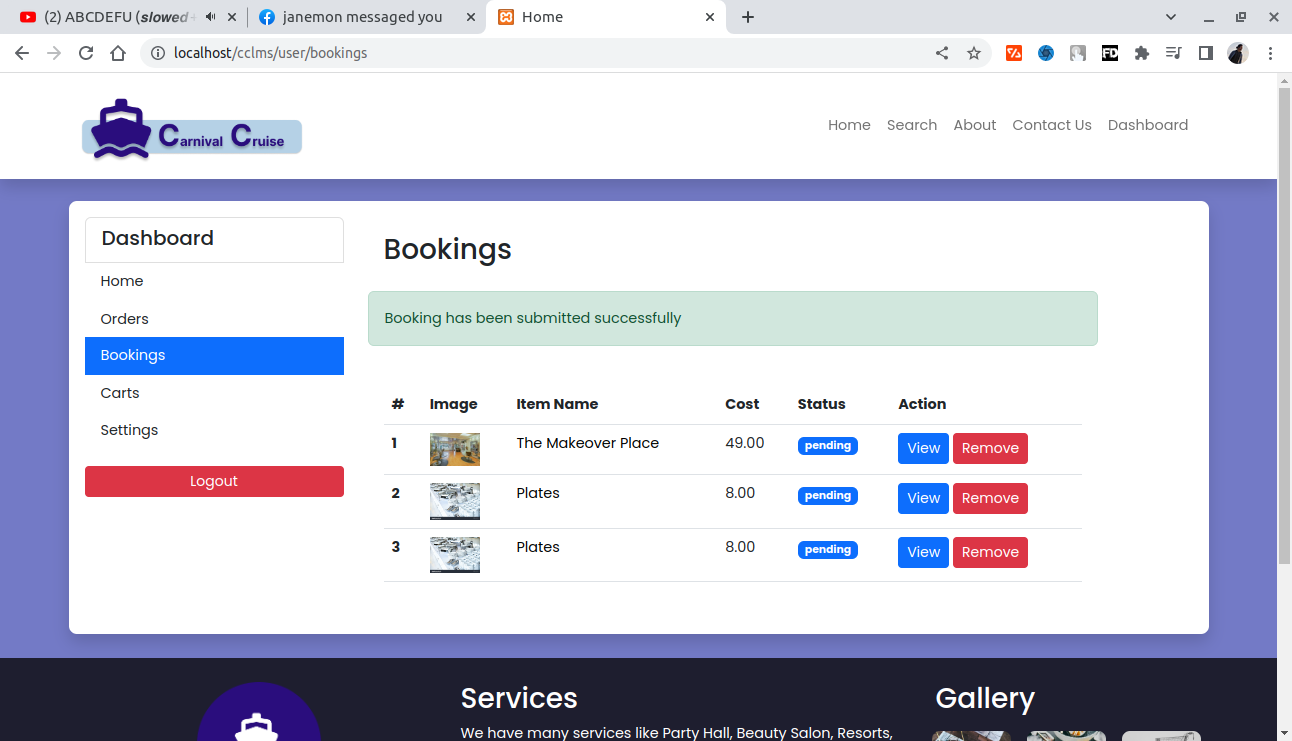 (2) ABCDEFU (slowed +
janemon messaged you
Home
localhost/cclms/user/bookings
FD
Carnival Cruise
Home Search About Contact Us Dashboard
Dashboard
Home
Orders
Bookings
Carts
Settings
Logout
Bookings
Booking has been submitted successfully
# Image Item Name Cost Status Action
1 The Makeover Place 49.00 pending View Remove
2 Plates 8.00 pending View Remove
3 Plates 8.00 pending View Remove
Services
We have many services like Party Hall, Beauty Salon, Resorts,
Gallery